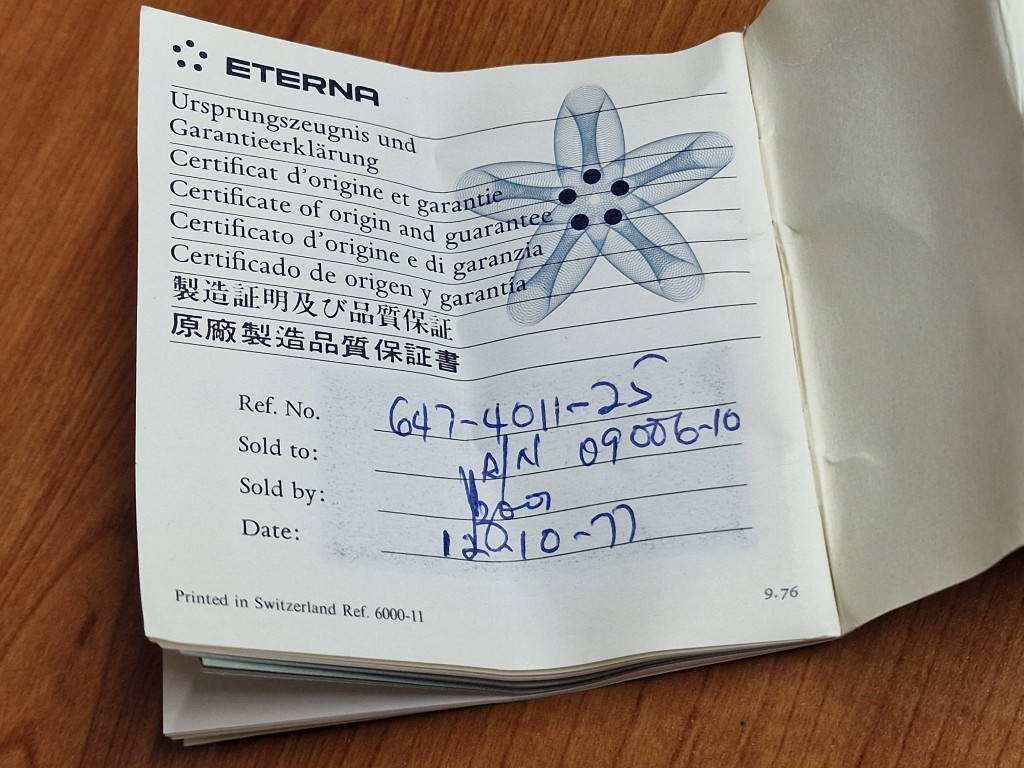 ETERNA
Ursprungszeugnis und
Garantieerklärung
Certificat d'origine et garantie
Certificate of origin and guarantee
Certificato d'origine e di garanzia
Certificado de origen y garantía
製造証明及び品質保証
原廠製造品質保証書
Ref. No. 647-4011-25
Sold to: A/N 09006-10
Sold by:
Date: 10-77
Printed in Switzerland Ref. 6000-11
9.76